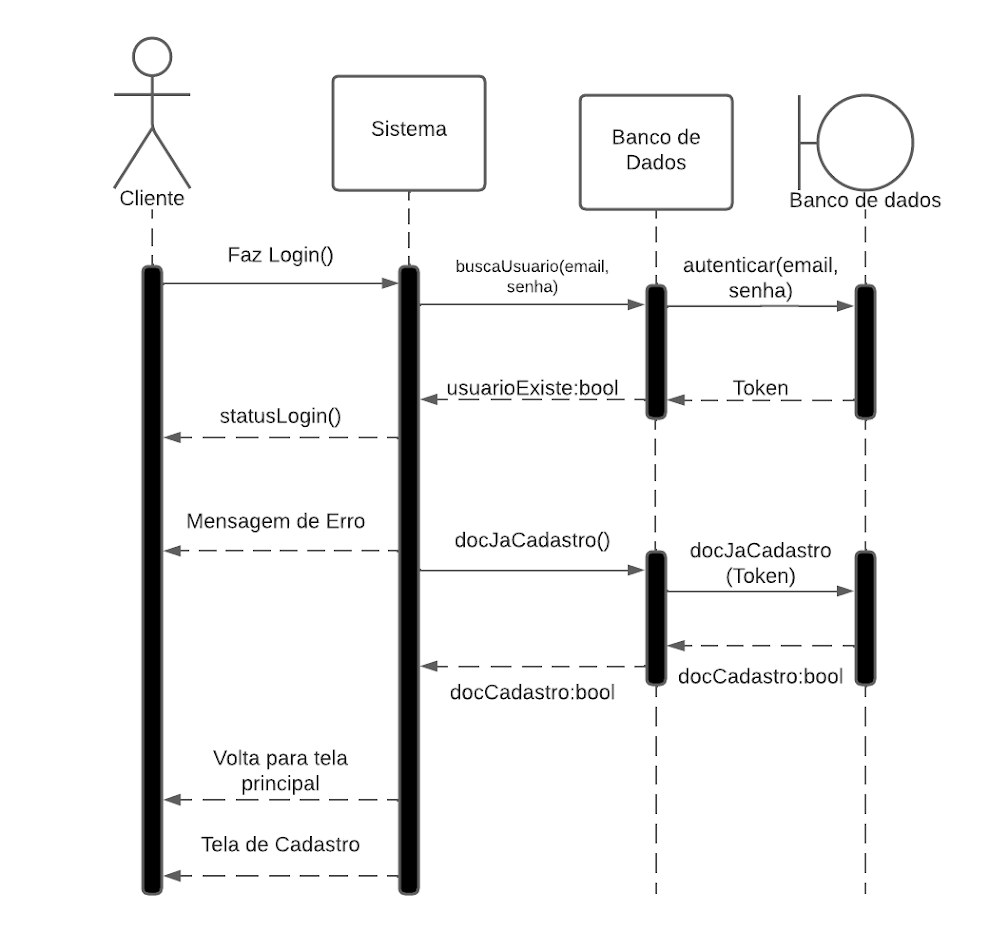 Cliente
Sistema
Banco de
Dados
Banco de dados
Faz Login()
buscaUsuario(email,
senha)
autenticar(email,
senha)
usuarioExiste:bool
Token
statusLogin()
Mensagem de Erro
docJaCadastro()
docJaCadastro
(Token)
docCadastro:bool
docCadastro:bool
Volta para tela
principal
Tela de Cadastro